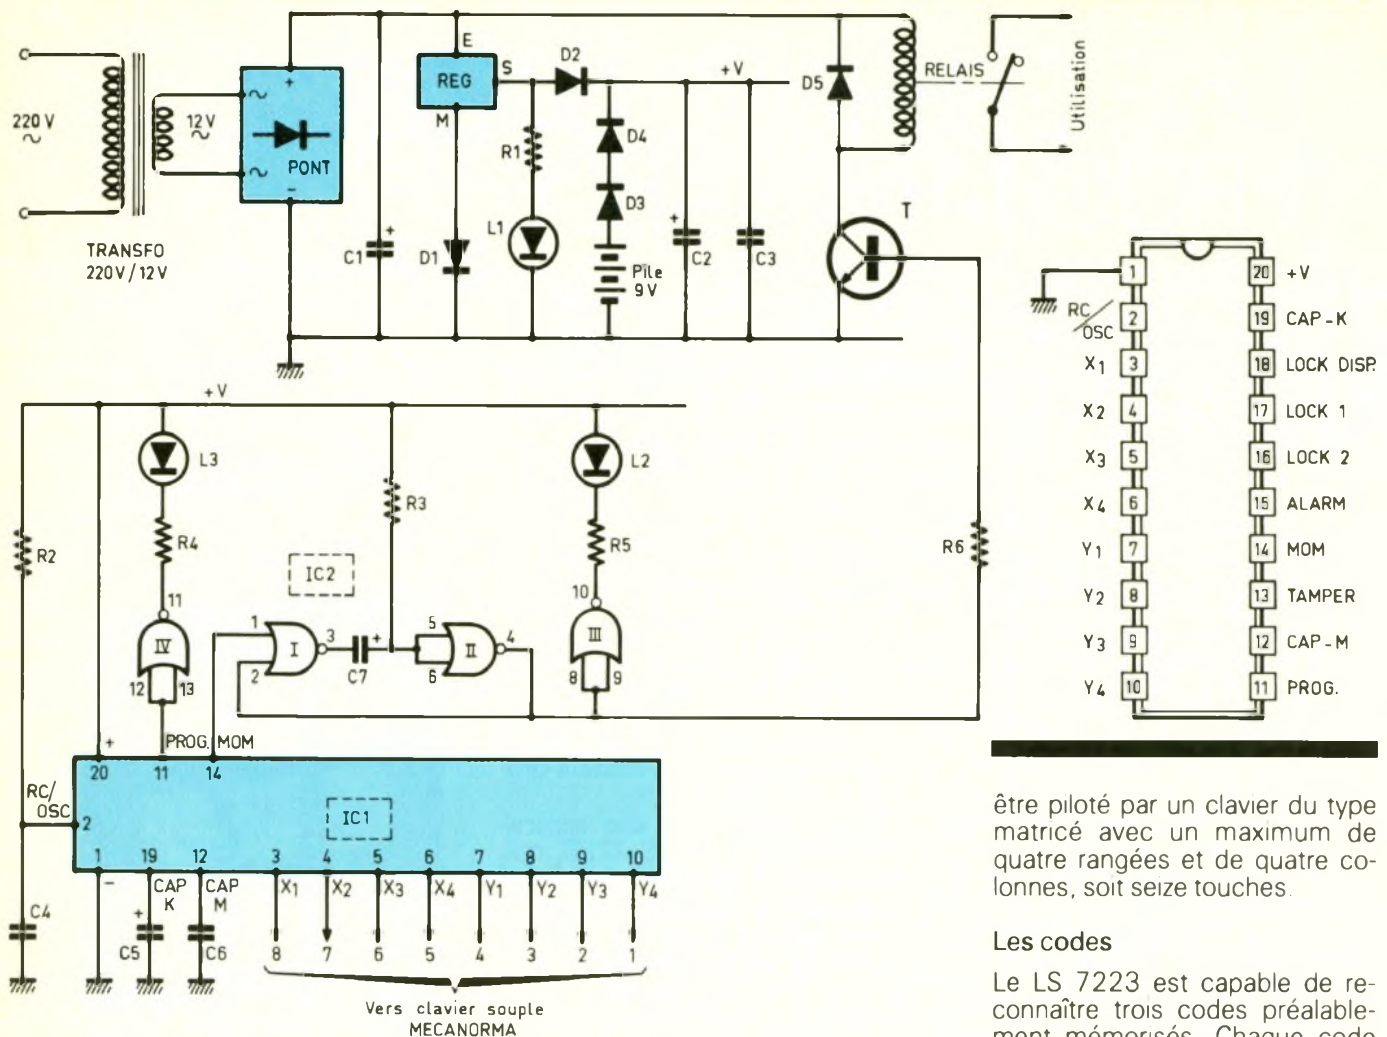 220 V
~
TRANSFO
220V/12V
12V
~
+
~
PONT
~
-
C1
+
E
REG
S
M
D1
R1
L1
D2
D4
D3
Pile
9V
+
C2
C3
+V
D5
RELAIS
Utilisation
T
R6
+V
R2
L3
R4
11
IV
12
13
IC2
1
2
I
3
+
C7
R3
5
6
II
4
L2
R5
10
III
8
9
+
PROG.
MOM
20
11
14
RC/
OSC
2
IC1
1
19
12
3
4
5
6
7
8
9
10
-
CAP
K
CAP
M
X1
X2
X3
X4
Y1
Y2
Y3
Y4
C4
+
C5
C6
8
7
6
5
4
3
2
1
Vers clavier souple
MECANORMA
1
20 +V
RC/OSC 2
19 CAP-K
X1 3
18 LOCK DISP.
X2 4
17 LOCK 1
X3 5
16 LOCK 2
X4 6
15 ALARM
Y1 7
14 MOM
Y2 8
13 TAMPER
Y3 9
12 CAP-M
Y4 10
11 PROG.
être piloté par un clavier du type
matricé avec un maximum de
quatre rangées et de quatre co-
lonnes, soit seize touches.
Les codes
Le LS 7223 est capable de re-
connaître trois codes préalable-
ment mémorisés. Chaque code